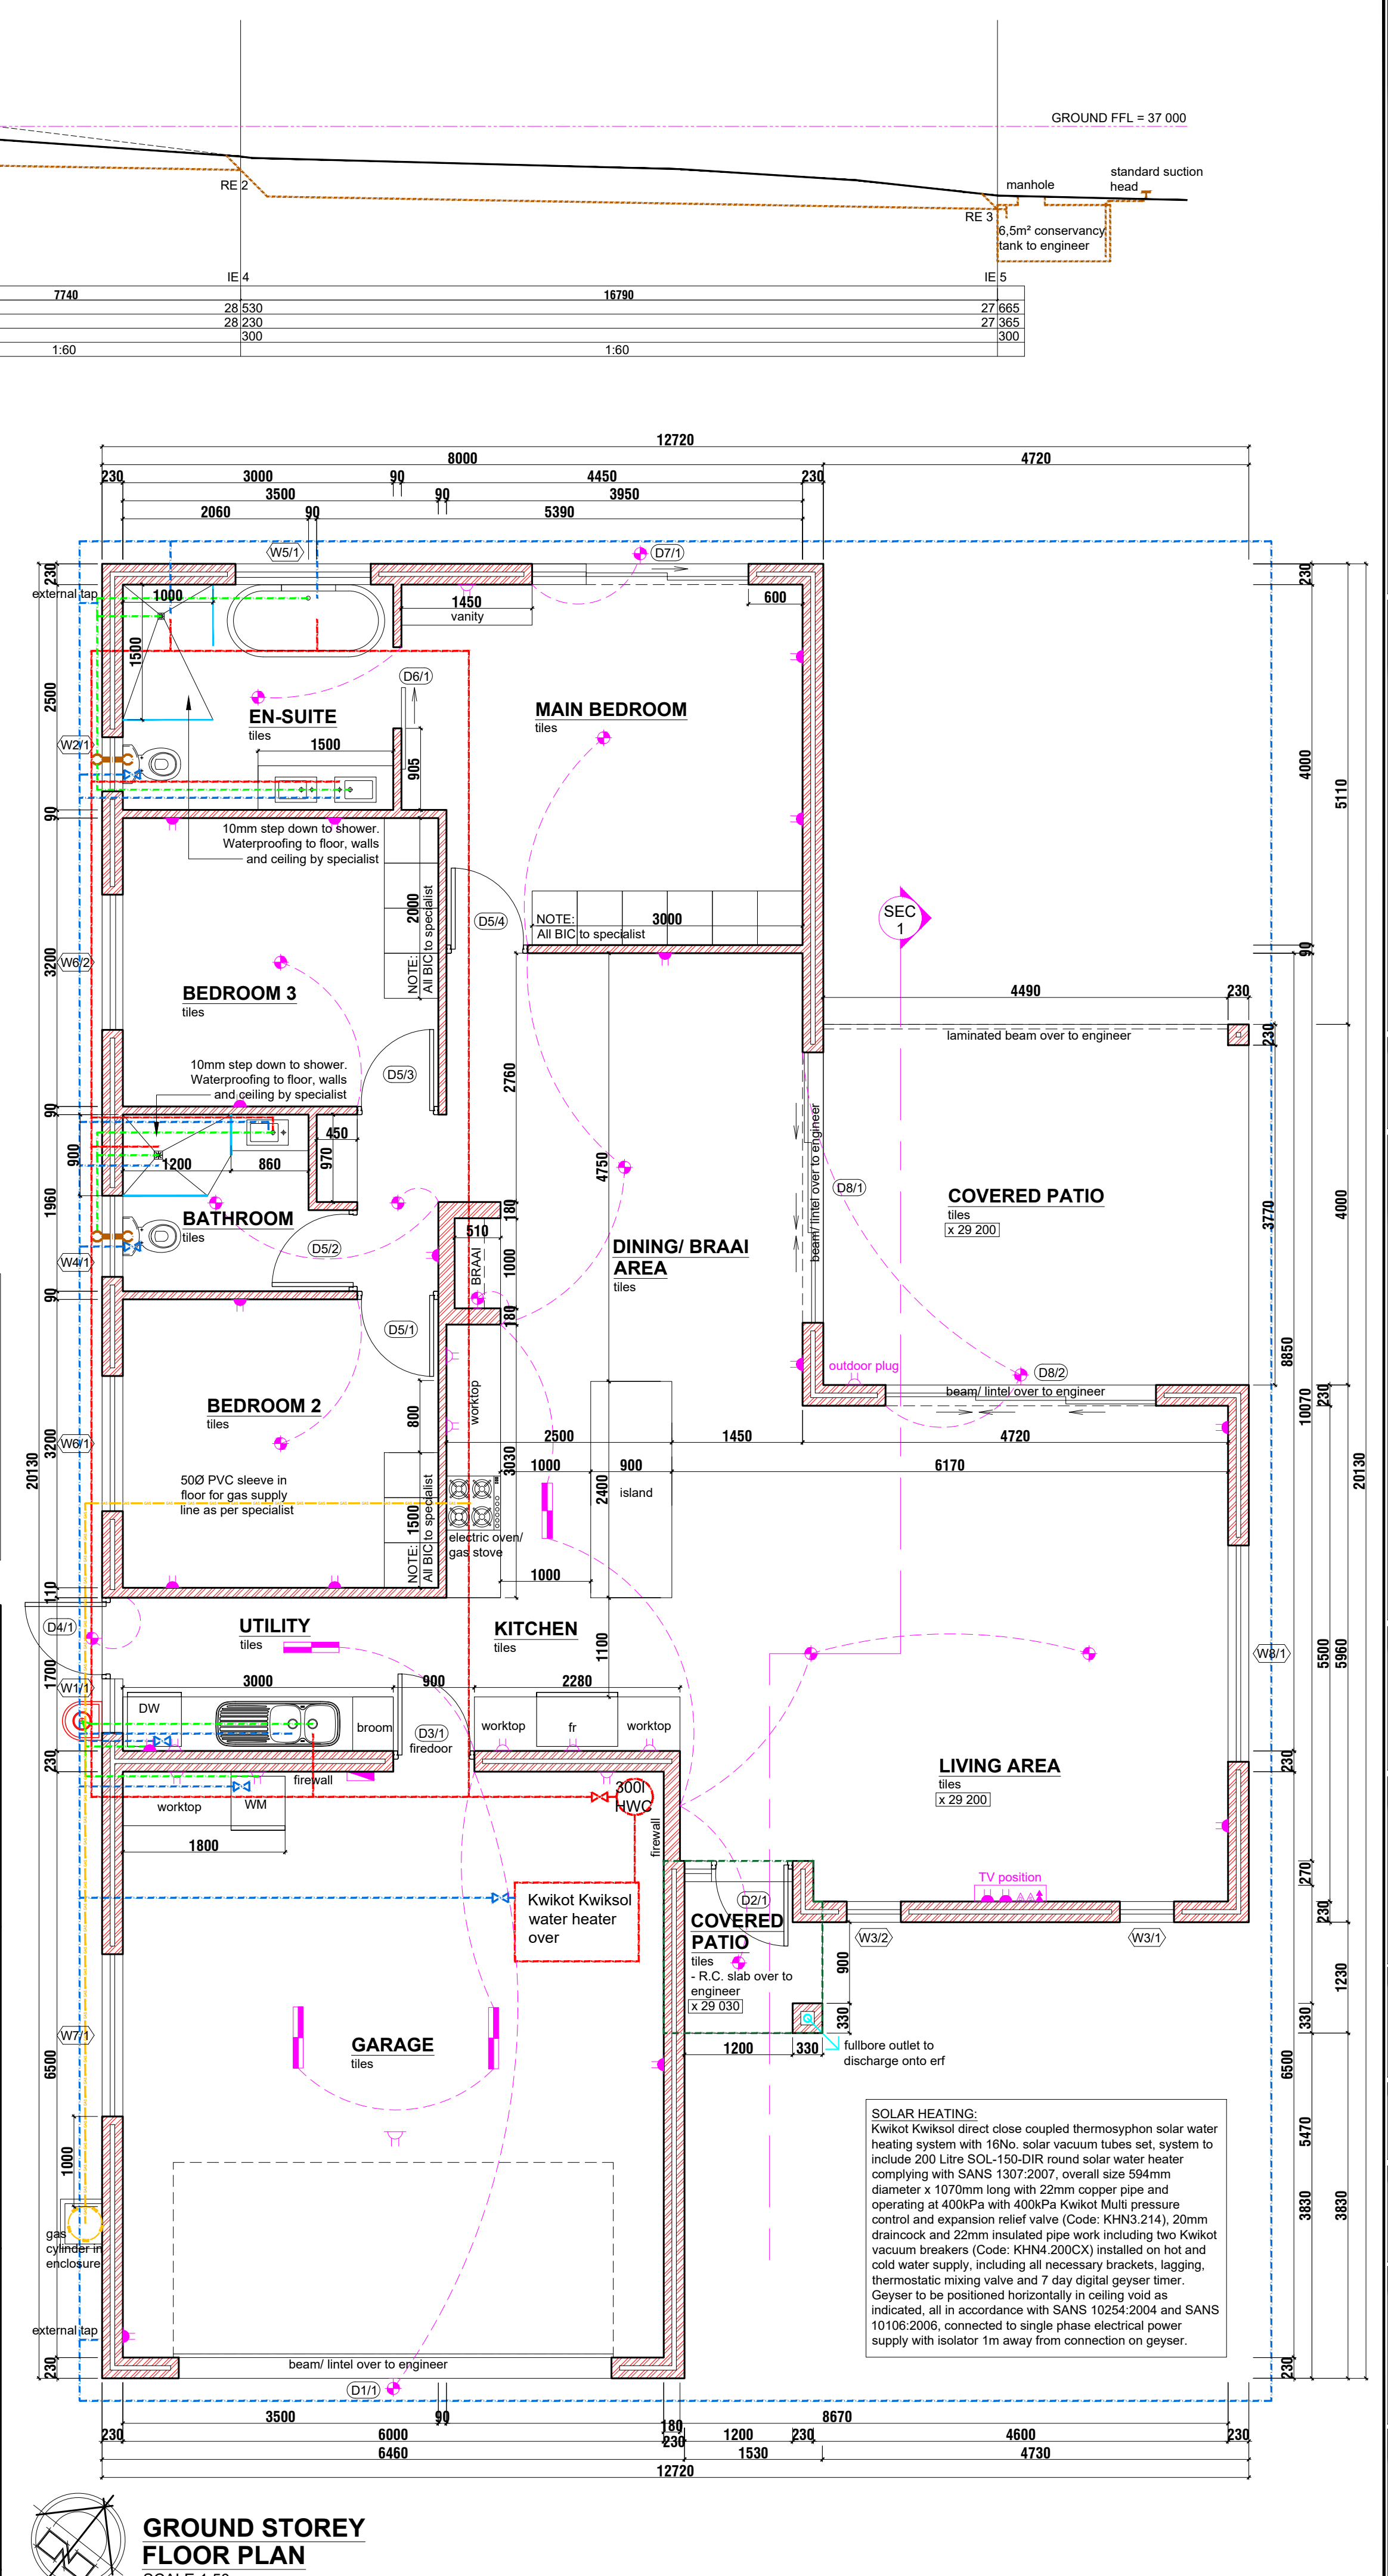 GROUND FFL = 37 000
standard suction
head
manhole
RE 2
RE 3
6,5m² conservancy
tank to engineer
IE 4
IE 5
7740
16790
28 530
27 665
28 230
27 365
300
300
1:60
1:60
12720
8000
4720
230
3000
90
4450
230
3500
90
3950
2060
90
5390
W5/1
D7/1
230
230
external tap
1000
1450
vanity
600
1500
2500
D6/1
EN-SUITE
tiles
MAIN BEDROOM
tiles
W2/1
1500
905
4000
5110
90
10mm step down to shower.
Waterproofing to floor, walls
and ceiling by specialist
2000
NOTE:
All BIC to specialist
D5/4
NOTE:
3000
All BIC to specialist
SEC
1
90
3200
W6/2
BEDROOM 3
tiles
4490
230
laminated beam over to engineer
230
10mm step down to shower.
Waterproofing to floor, walls
and ceiling by specialist
D5/3
2760
90
900
1200
860
450
970
4750
beam/ lintel over to engineer
D8/1
COVERED PATIO
tiles
x 29 200
3770
4000
1960
BATHROOM
tiles
D5/2
W4/1
180
510
BRAAI
1000
180
DINING/ BRAAI
AREA
tiles
90
D5/1
8850
outdoor plug
D8/2
beam/ lintel over to engineer
BEDROOM 2
tiles
800
worktop
10070
230
2500
1450
4720
W6/1
3200
20130
3030
1000
900
6170
20130
50Ø PVC sleeve in
floor for gas supply
line as per specialist
2400
island
1500
NOTE:
All BIC to specialist
electric oven/
gas stove
1000
110
D4/1
UTILITY
tiles
KITCHEN
tiles
1100
W8/1
5500
5960
1700
W1/1
3000
900
2280
DW
broom
D3/1
firedoor
worktop
fr
worktop
230
firewall
LIVING AREA
tiles
x 29 200
230
worktop
WM
300l
HWC
firewall
1800
270
TV position
Kwikot Kwiksol
water heater
over
D2/1
COVERED
PATIO
tiles
- R.C. slab over to
engineer
x 29 030
W3/2
W3/1
230
900
1230
330
330
1200
330
fullbore outlet to
discharge onto erf
W7/1
6500
GARAGE
tiles
6500
5470
SOLAR HEATING:
Kwikot Kwiksol direct close coupled thermosyphon solar water
heating system with 16No. solar vacuum tubes set, system to
include 200 Litre SOL-150-DIR round solar water heater
complying with SANS 1307:2007, overall size 594mm
diameter x 1070mm long with 22mm copper pipe and
operating at 400kPa with 400kPa Kwikot Multi pressure
control and expansion relief valve (Code: KHN3.214), 20mm
draincock and 22mm insulated pipe work including two Kwikot
vacuum breakers (Code: KHN4.200CX) installed on hot and
cold water supply, including all necessary brackets, lagging,
thermostatic mixing valve and 7 day digital geyser timer.
Geyser to be positioned horizontally in ceiling void as
indicated, all in accordance with SANS 10254:2004 and SANS
10106:2006, connected to single phase electrical power
supply with isolator 1m away from connection on geyser.
1000
3830
3830
gas
cylinder in
enclosure
external tap
230
beam/ lintel over to engineer
230
D1/1
3500
90
180
8670
230
6000
230
1200
230
4600
230
6460
1530
4730
12720
GROUND STOREY
FLOOR PLAN